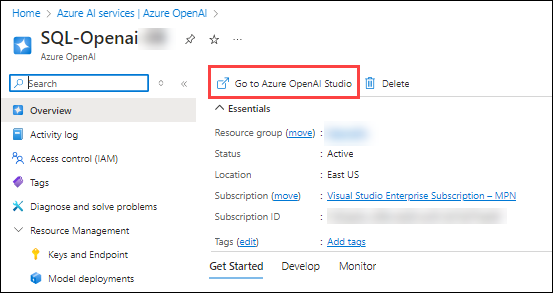 Home > Azure AI services | Azure OpenAI >
SQL-Openai
Azure OpenAI
Search
Overview
Activity log
Access control (IAM)
Tags
Diagnose and solve problems
Resource Management
Keys and Endpoint
Model deployments
Go to Azure OpenAI Studio
Delete
Essentials
Resource group (move) :
Status : Active
Location : East US
Subscription (move) : Visual Studio Enterprise Subscription – MPN
Subscription ID :
Tags (edit) : Add tags
Get Started Develop Monitor